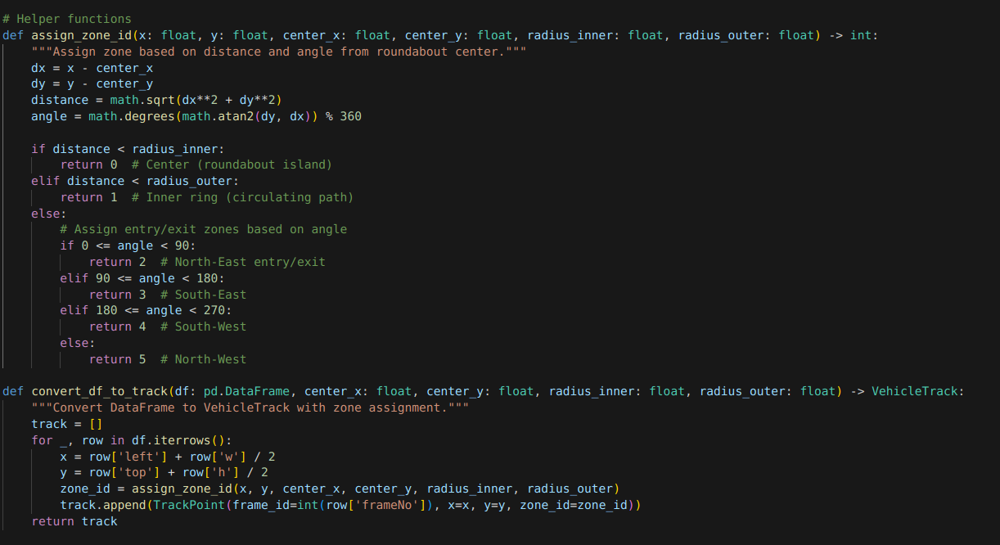 # Helper functions
def assign_zone_id(x: float, y: float, center_x: float, center_y: float, radius_inner: float, radius_outer: float) -> int:
    """Assign zone based on distance and angle from roundabout center."""
    dx = x - center_x
    dy = y - center_y
    distance = math.sqrt(dx**2 + dy**2)
    angle = math.degrees(math.atan2(dy, dx)) % 360

    if distance < radius_inner:
        return 0  # Center (roundabout island)
    elif distance < radius_outer:
        return 1  # Inner ring (circulating path)
    else:
        # Assign entry/exit zones based on angle
        if 0 <= angle < 90:
            return 2  # North-East entry/exit
        elif 90 <= angle < 180:
            return 3  # South-East
        elif 180 <= angle < 270:
            return 4  # South-West
        else:
            return 5  # North-West

def convert_df_to_track(df: pd.DataFrame, center_x: float, center_y: float, radius_inner: float, radius_outer: float) -> VehicleTrack:
    """Convert DataFrame to VehicleTrack with zone assignment."""
    track = []
    for _, row in df.iterrows():
        x = row['left'] + row['w'] / 2
        y = row['top'] + row['h'] / 2
        zone_id = assign_zone_id(x, y, center_x, center_y, radius_inner, radius_outer)
        track.append(TrackPoint(frame_id=int(row['frameNo']), x=x, y=y, zone_id=zone_id))
    return track